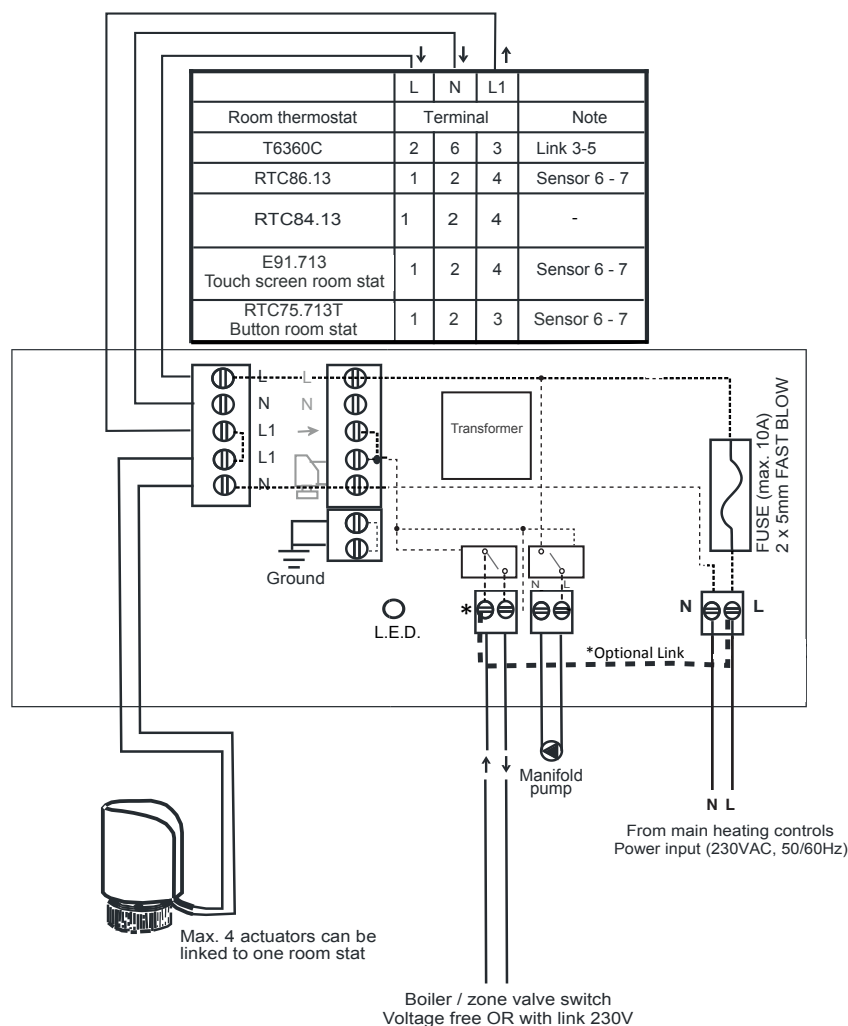 L N L1
Room thermostat Terminal Note
T6360C 2 6 3 Link 3-5
RTC86.13 1 2 4 Sensor 6 - 7
RTC84.13 1 2 4 -
E91.713
Touch screen room stat 1 2 4 Sensor 6 - 7
RTC75.713T
Button room stat 1 2 3 Sensor 6 - 7
L L
N N
L1
L1
N
Transformer
FUSE (max. 10A)
2 x 5mm FAST BLOW
Ground
L.E.D.
*
N L
N L
*Optional Link
Manifold
pump
N L
From main heating controls
Power input (230VAC, 50/60Hz)
Max. 4 actuators can be
linked to one room stat
Boiler / zone valve switch
Voltage free OR with link 230V